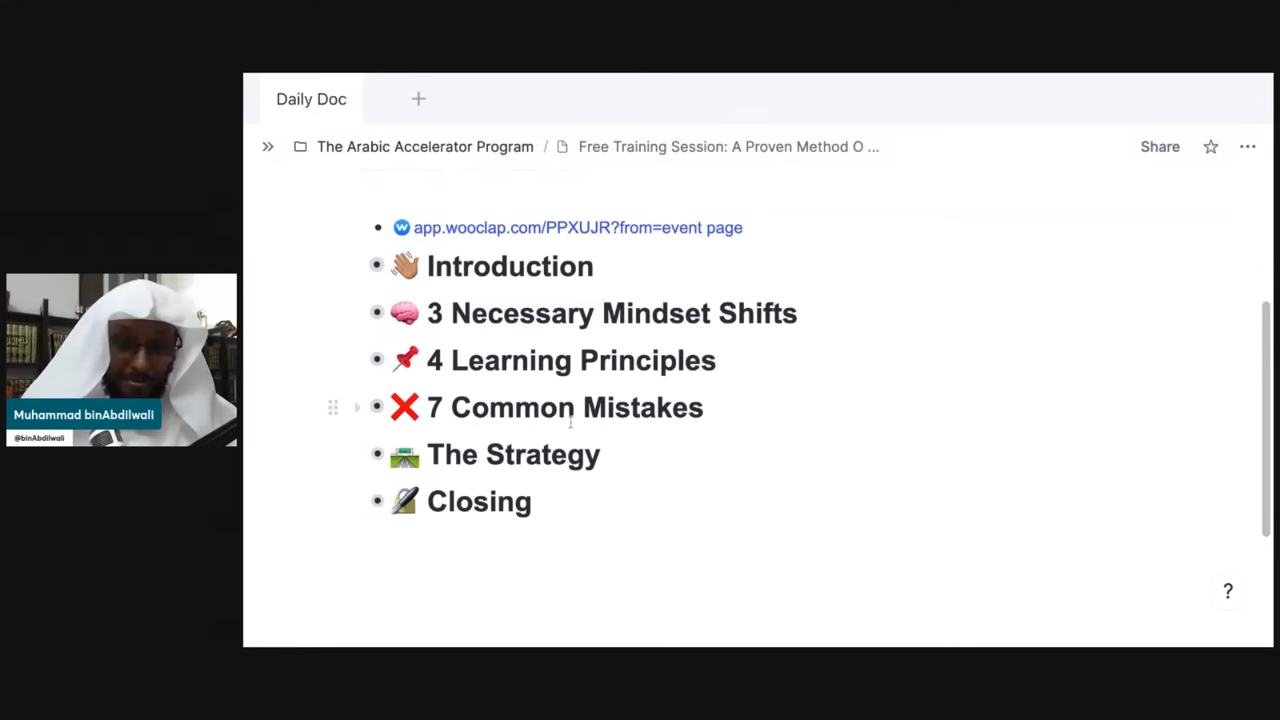 Daily Doc
The Arabic Accelerator Program / Free Training Session: A Proven Method O ...
Share
app.wooclap.com/PPXUJR?from=event page
Introduction
3 Necessary Mindset Shifts
4 Learning Principles
7 Common Mistakes
The Strategy
Closing
Muhammad binAbdilwali
@binAbdilwali
?